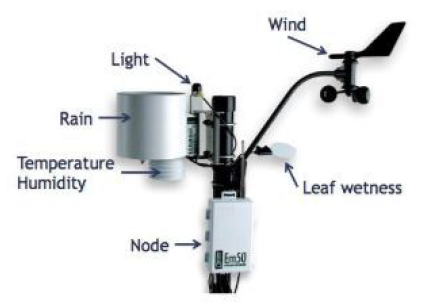 Wind
Light
Rain
Temperature
Humidity
Leaf wetness
Node
Em50